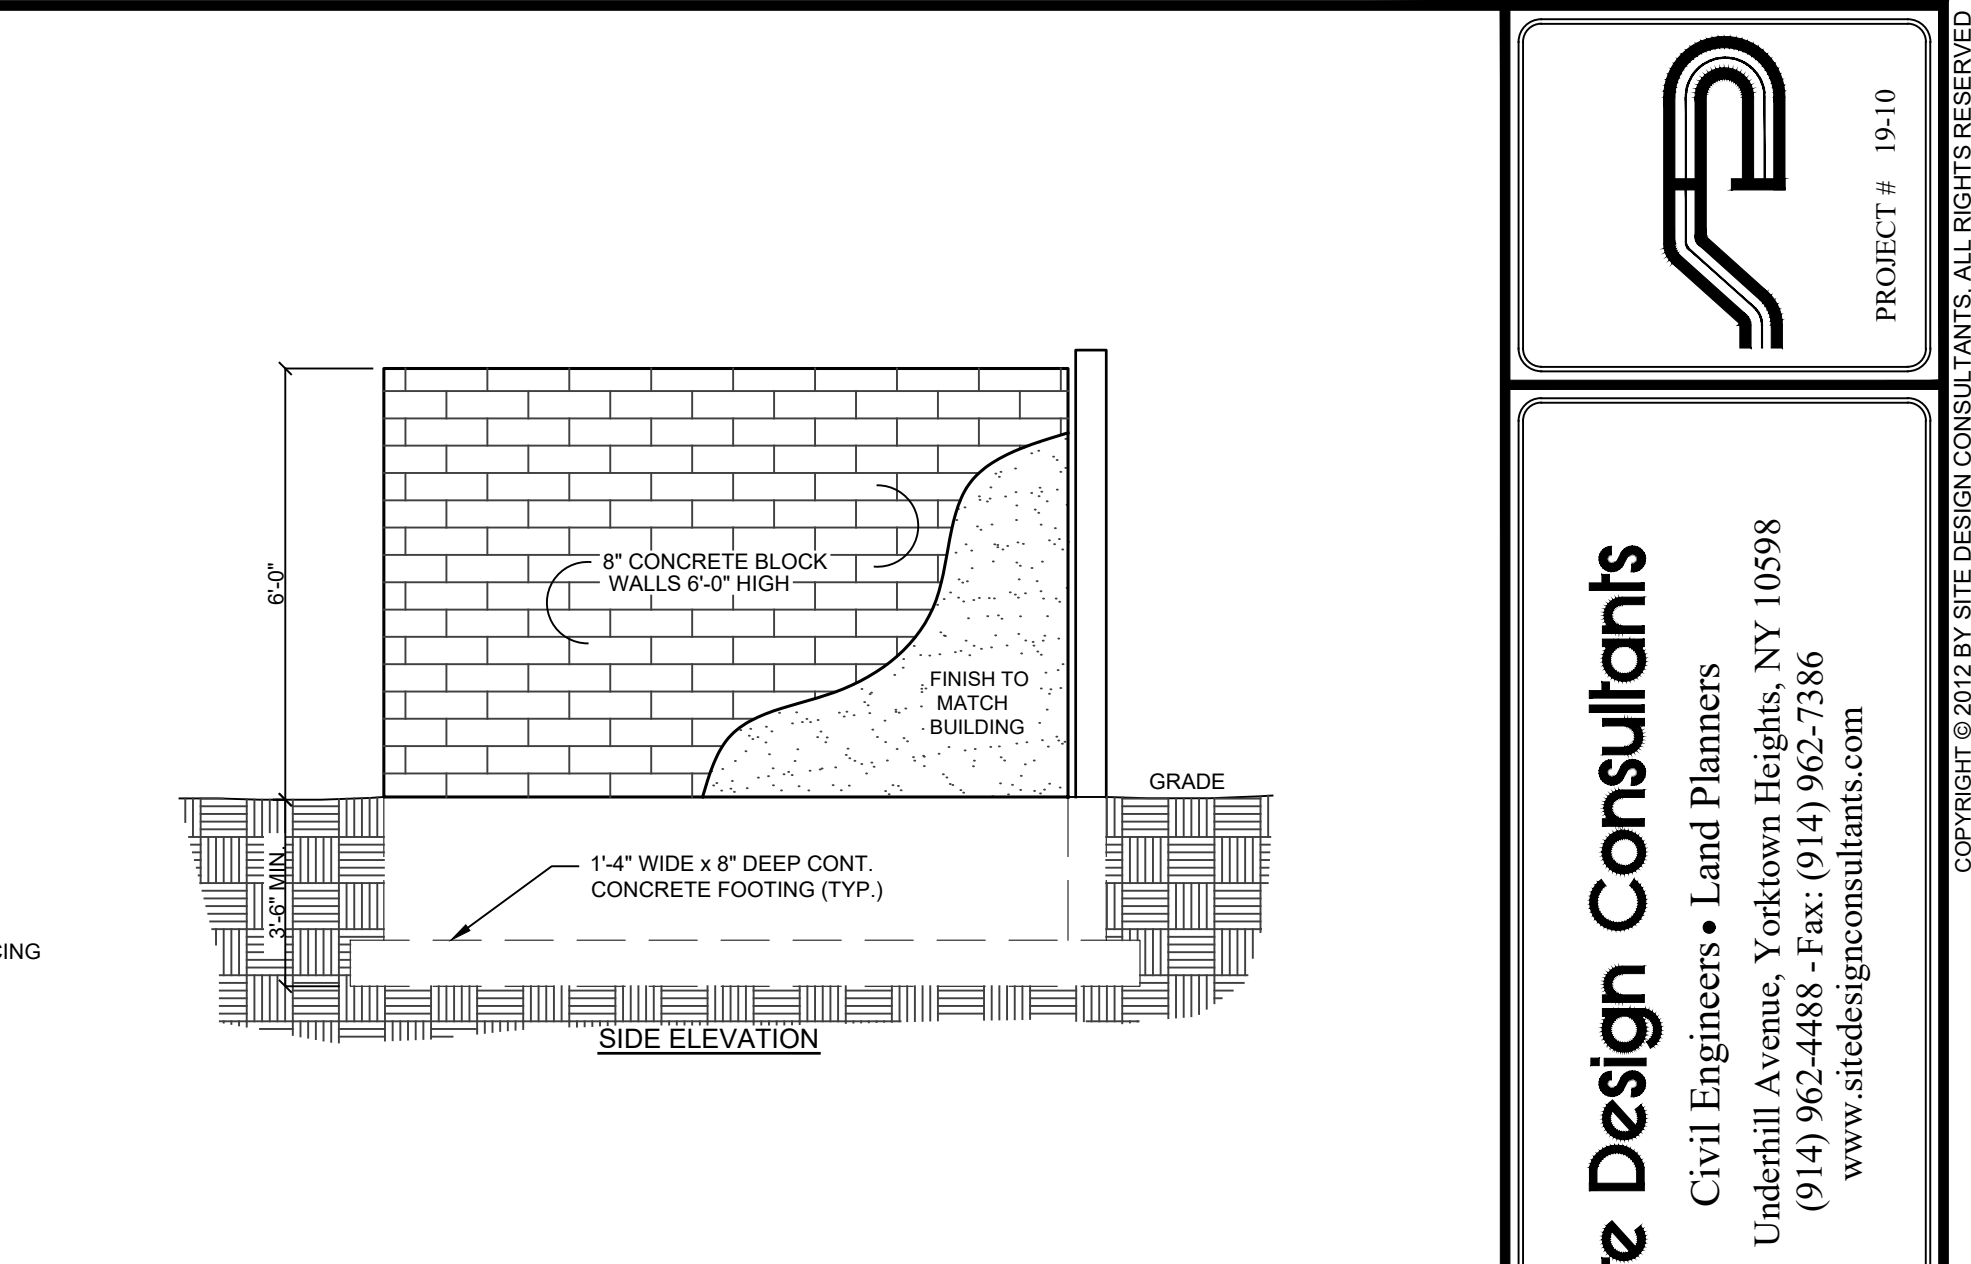 6'-0"
8" CONCRETE BLOCK
WALLS 6'-0" HIGH
FINISH TO
MATCH
BUILDING
GRADE
3'-6" MIN.
1'-4" WIDE x 8" DEEP CONT.
CONCRETE FOOTING (TYP.)
SIDE ELEVATION
CING
PROJECT # 19-10
te Design Consultants
Civil Engineers • Land Planners
Underhill Avenue, Yorktown Heights, NY 10598
(914) 962-4488 - Fax: (914) 962-7386
www.sitedesignconsultants.com
COPYRIGHT © 2012 BY SITE DESIGN CONSULTANTS. ALL RIGHTS RESERVED